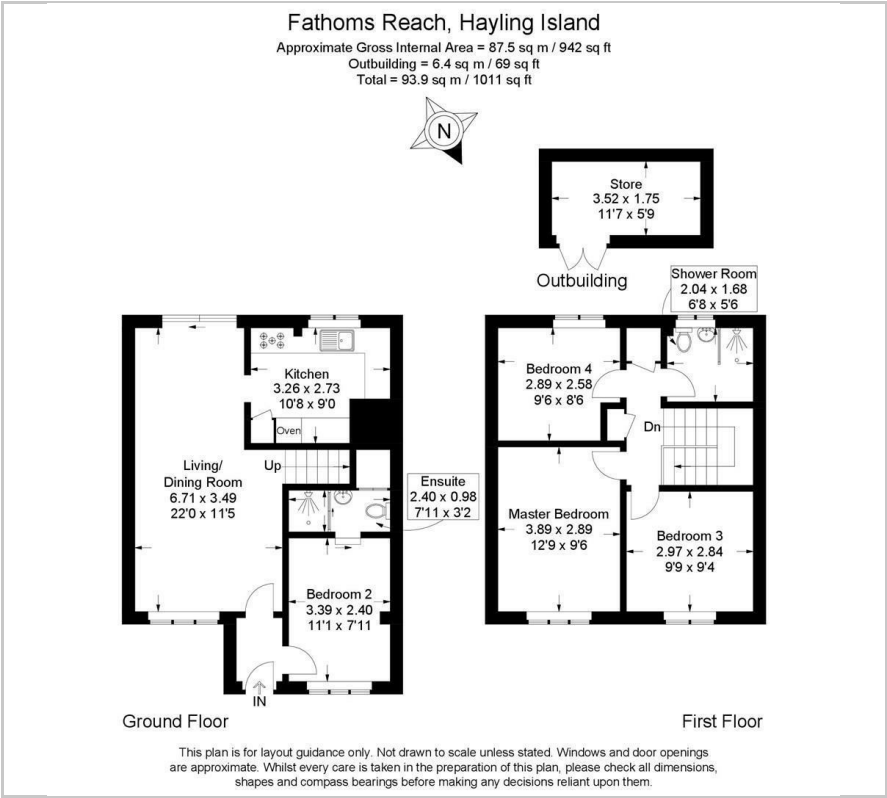 Fathoms Reach, Hayling Island
Approximate Gross Internal Area = 87.5 sq m / 942 sq ft
Outbuilding = 6.4 sq m / 69 sq ft
Total = 93.9 sq m / 1011 sq ft
N
Store
3.52 x 1.75
11'7 x 5'9
Outbuilding
Shower Room
2.04 x 1.68
6'8 x 5'6
Kitchen
3.26 x 2.73
10'8 x 9'0
Oven
Living/
Dining Room
6.71 x 3.49
22'0 x 11'5
Up
Ensuite
2.40 x 0.98
7'11 x 3'2
Bedroom 2
3.39 x 2.40
11'1 x 7'11
IN
Ground Floor
Bedroom 4
2.89 x 2.58
9'6 x 8'6
Dn
Master Bedroom
3.89 x 2.89
12'9 x 9'6
Bedroom 3
2.97 x 2.84
9'9 x 9'4
First Floor
This plan is for layout guidance only. Not drawn to scale unless stated. Windows and door openings
are approximate. Whilst every care is taken in the preparation of this plan, please check all dimensions,
shapes and compass bearings before making any decisions reliant upon them.